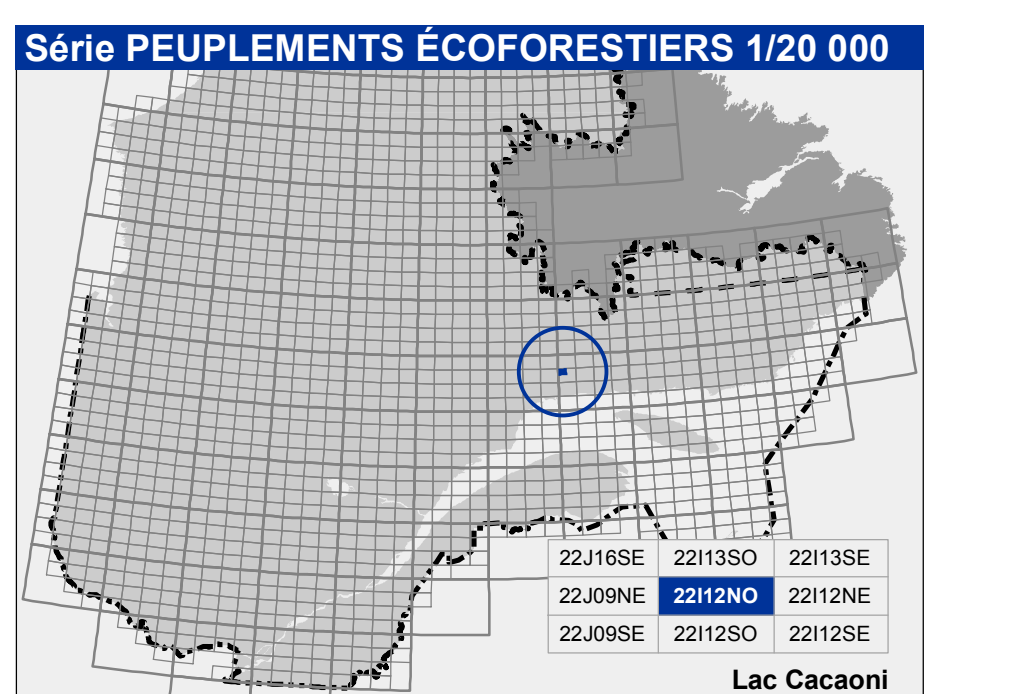 Série PEUPLEMENTS ÉCOFORESTIERS 1/20 000
22J16SE 22I13SO 22I13SE
22J09NE 22I12NO 22I12NE
22J09SE 22I12SO 22I12SE
Lac Cacaoni